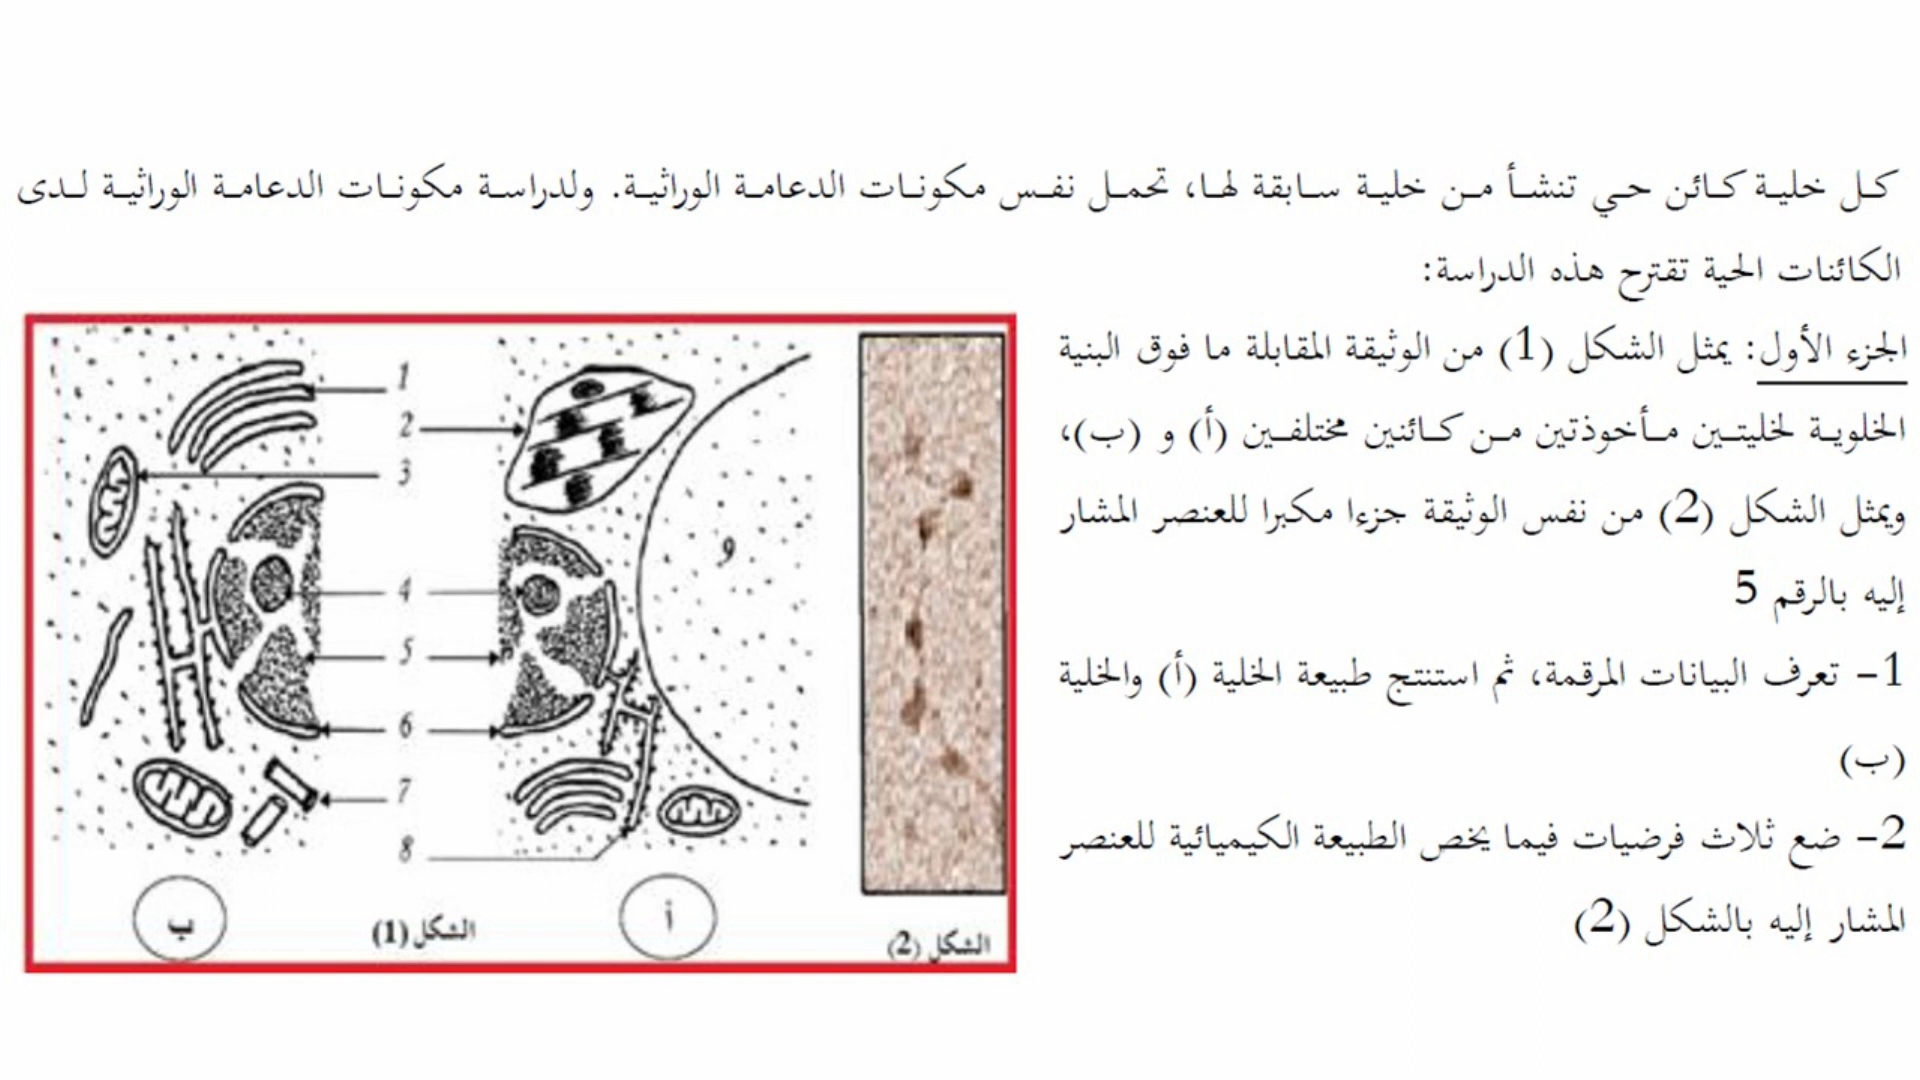 كل خلية كائن حي تنشأ من خلية سابقة لها، تحمل نفس مكونات الدعامة الوراثية. ولدراسة مكونات الدعامة الوراثية لدى
الكائنات الحية تقترح هذه الدراسة:
الجزء الأول: يمثل الشكل (1) من الوثيقة المقابلة ما فوق البنية
الخلوية لخليتين مأخوذتين من كائنين مختلفين (أ) و (ب)،
ويمثل الشكل (2) من نفس الوثيقة جزءا مكبرا للعنصر المشار
إليه بالرقم 5
1- تعرف البيانات المرقمة، ثم استنتج طبيعة الخلية (أ) والخلية
(ب)
2- ضع ثلاث فرضيات فيما يخص الطبيعة الكيميائية للعنصر
المشار إليه بالشكل (2)
1
2
3
4
5
6
7
8
9
أ
ب
الشكل (1)
الشكل (2)